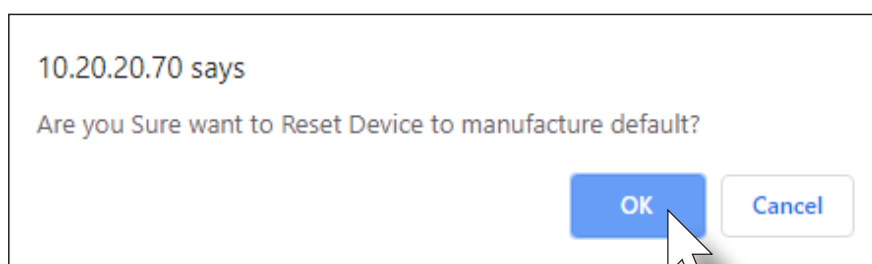 10.20.20.70 says
Are you Sure want to Reset Device to manufacture default?
OK Cancel